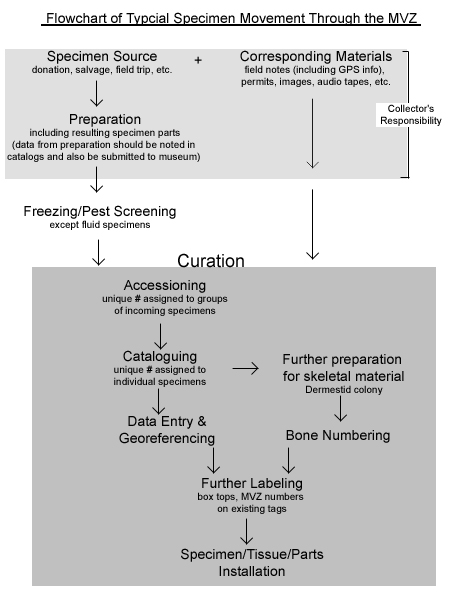 Flowchart of Typcial Specimen Movement Through the MVZ
Specimen Source
donation, salvage, field trip, etc.
+
Corresponding Materials
field notes (including GPS info),
permits, images, audio tapes, etc.
Collector's
Responsibility
Preparation
including resulting specimen parts
(data from preparation should be noted in
catalogs and also be submitted to museum)
Freezing/Pest Screening
except fluid specimens
Curation
Accessioning
unique # assigned to groups
of incoming specimens
Cataloguing
unique # assigned to
individual specimens
Further preparation
for skeletal material
Dermestid colony
Data Entry &
Georeferencing
Bone Numbering
Further Labeling
box tops, MVZ numbers
on existing tags
Specimen/Tissue/Parts
Installation